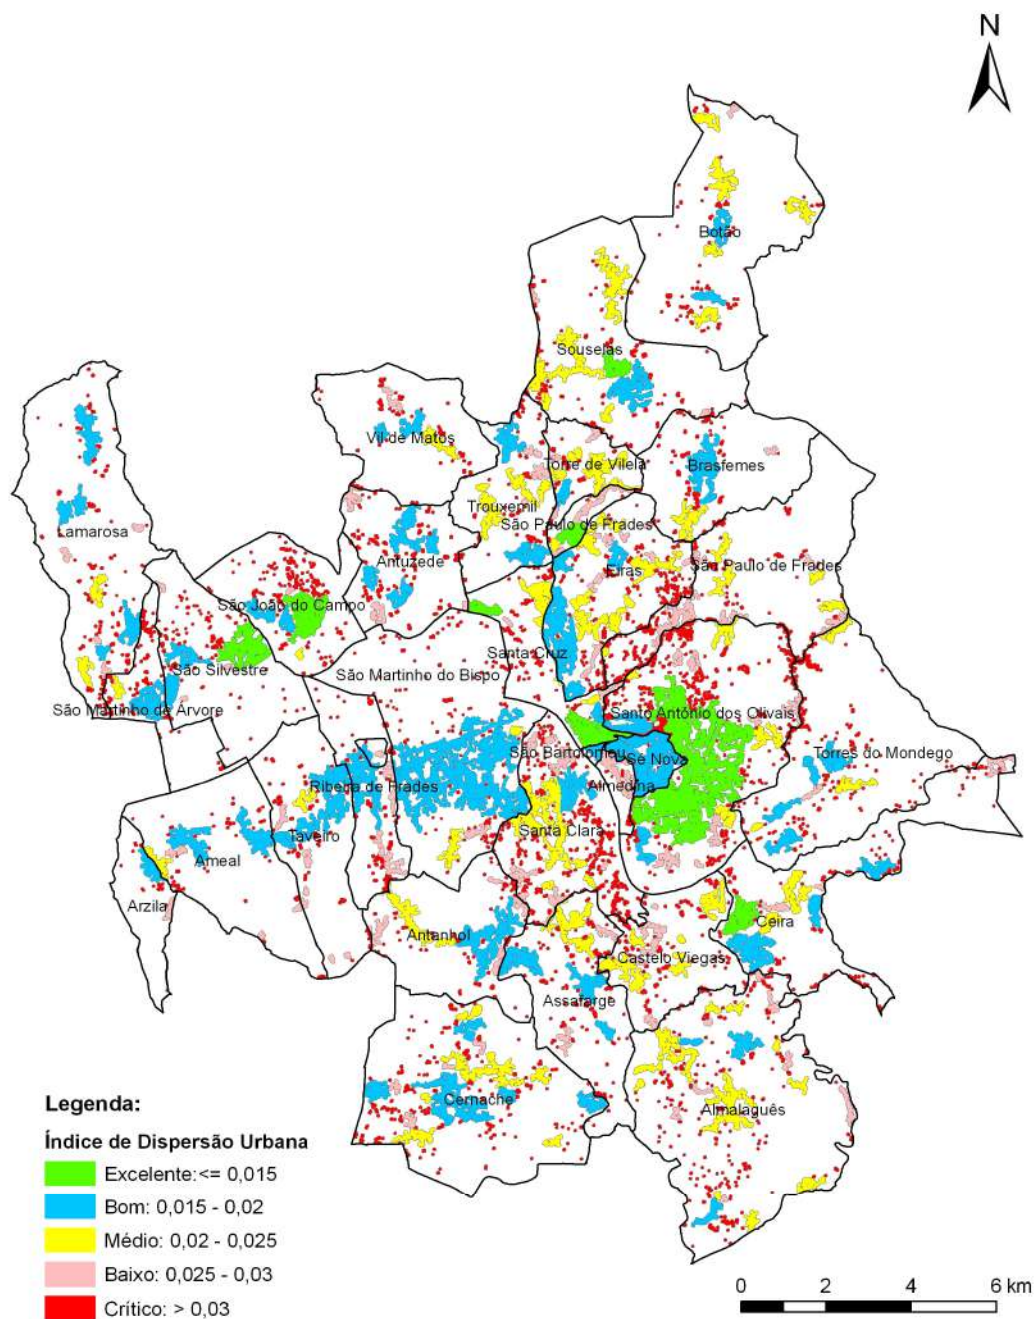 N
Botão
Souselas
Vil de Matos
Torre de Vilela
Brasfemes
Trouxemil
São Paulo de Frades
Lamarosa
Antuzede
Eiras
São Paulo de Frades
São João do Campo
Santa Cruz
São Silvestre
São Martinho do Bispo
São Martinho de Arvore
Santo António dos Olivais
São Bartolomeu
Sé Nova
Torres do Mondego
Ribeira de Frades
Almedina
Taveiro
Santa Clara
Ameal
Arzila
Antanhol
Ceira
Castelo Viegas
Assafarge
Cernache
Almalaguês
Legenda:
Índice de Dispersão Urbana
Excelente:<= 0,015
Bom: 0,015 - 0,02
Médio: 0,02 - 0,025
Baixo: 0,025 - 0,03
Crítico: > 0,03
0 2 4 6 km